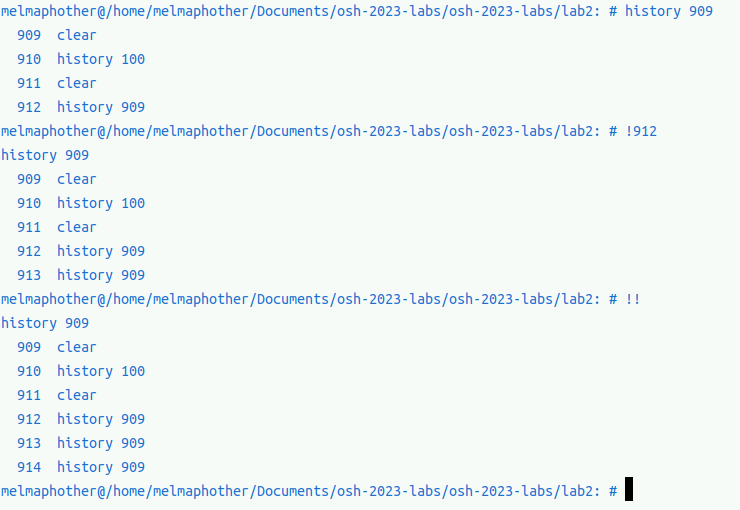 melmaphother@/home/melmaphother/Documents/osh-2023-labs/osh-2023-labs/lab2: # history 909
  909  clear
  910  history 100
  911  clear
  912  history 909
melmaphother@/home/melmaphother/Documents/osh-2023-labs/osh-2023-labs/lab2: # !912
history 909
  909  clear
  910  history 100
  911  clear
  912  history 909
  913  history 909
melmaphother@/home/melmaphother/Documents/osh-2023-labs/osh-2023-labs/lab2: # !!
history 909
  909  clear
  910  history 100
  911  clear
  912  history 909
  913  history 909
  914  history 909
melmaphother@/home/melmaphother/Documents/osh-2023-labs/osh-2023-labs/lab2: #